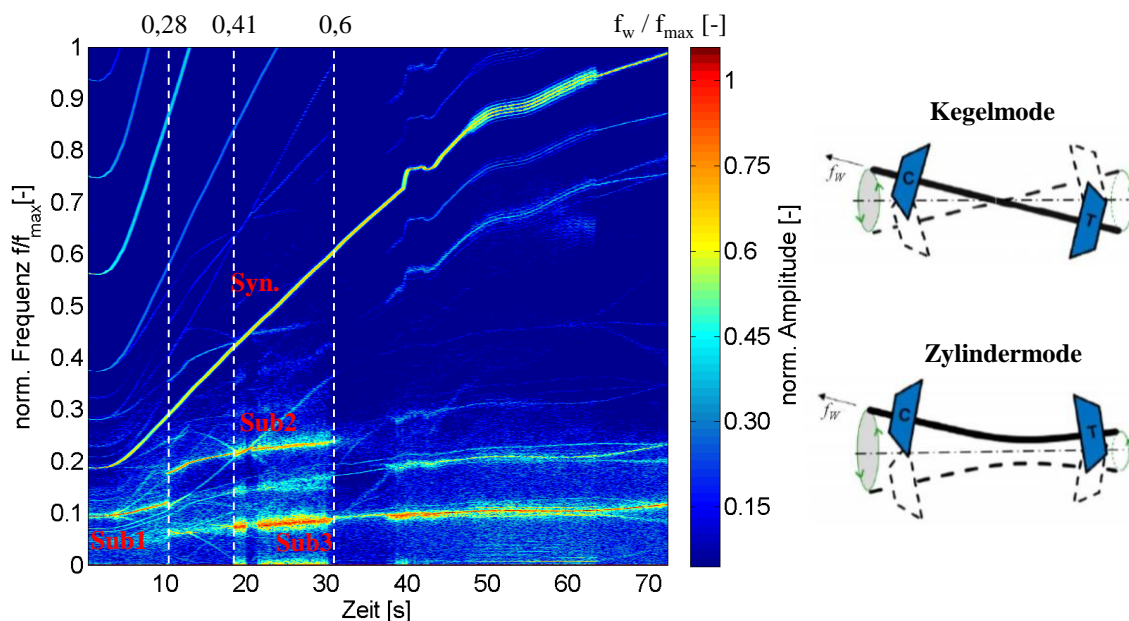 0,28
0,41
0,6
f_w / f_max [-]
norm. Frequenz f/f_max[-]
1
0.9
0.8
0.7
0.6
0.5
0.4
0.3
0.2
0.1
0
0
10
20
30
40
50
60
70
Zeit [s]
Syn.
Sub2
Sub1
Sub3
1
0.75
0.6
0.45
0.30
0.15
norm. Amplitude [-]
Kegelmode
f_W
C
T
Zylindermode
f_W
C
T